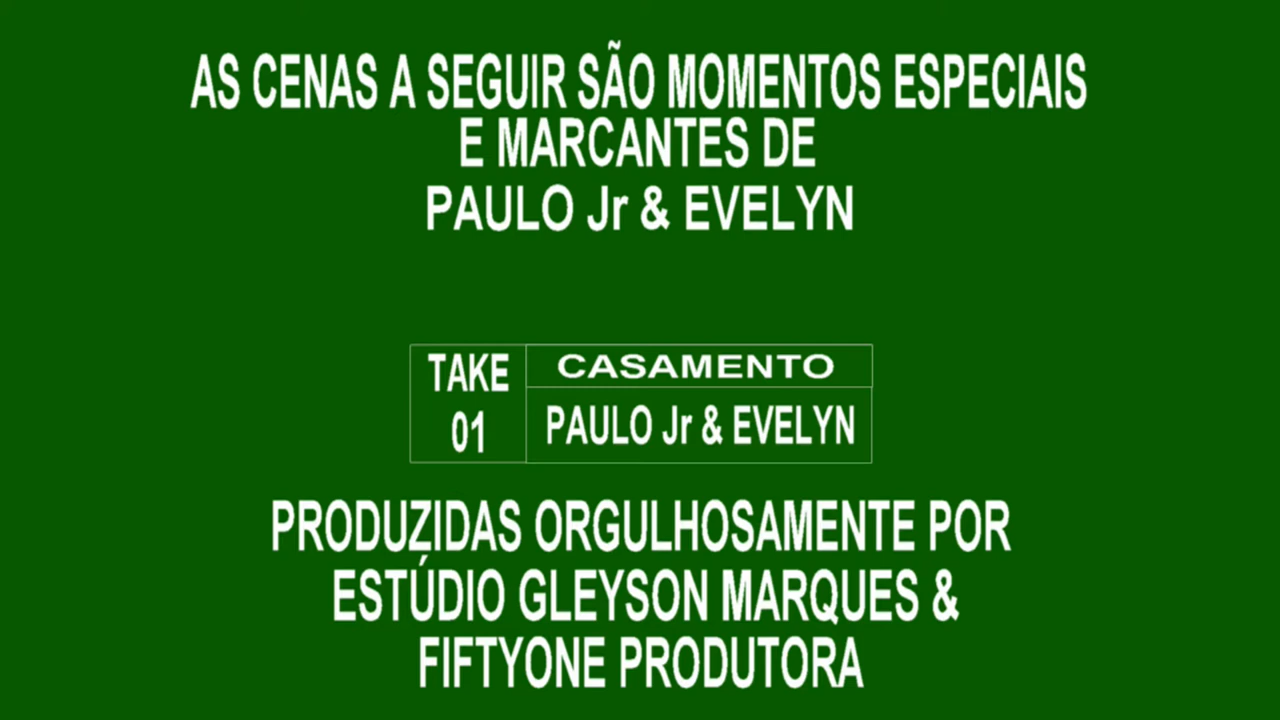 AS CENAS A SEGUIR SÃO MOMENTOS ESPECIAIS
E MARCANTES DE
PAULO Jr & EVELYN
TAKE
01
CASAMENTO
PAULO Jr & EVELYN
PRODUZIDAS ORGULHOSAMENTE POR
ESTÚDIO GLEYSON MARQUES &
FIFTYONE PRODUTORA